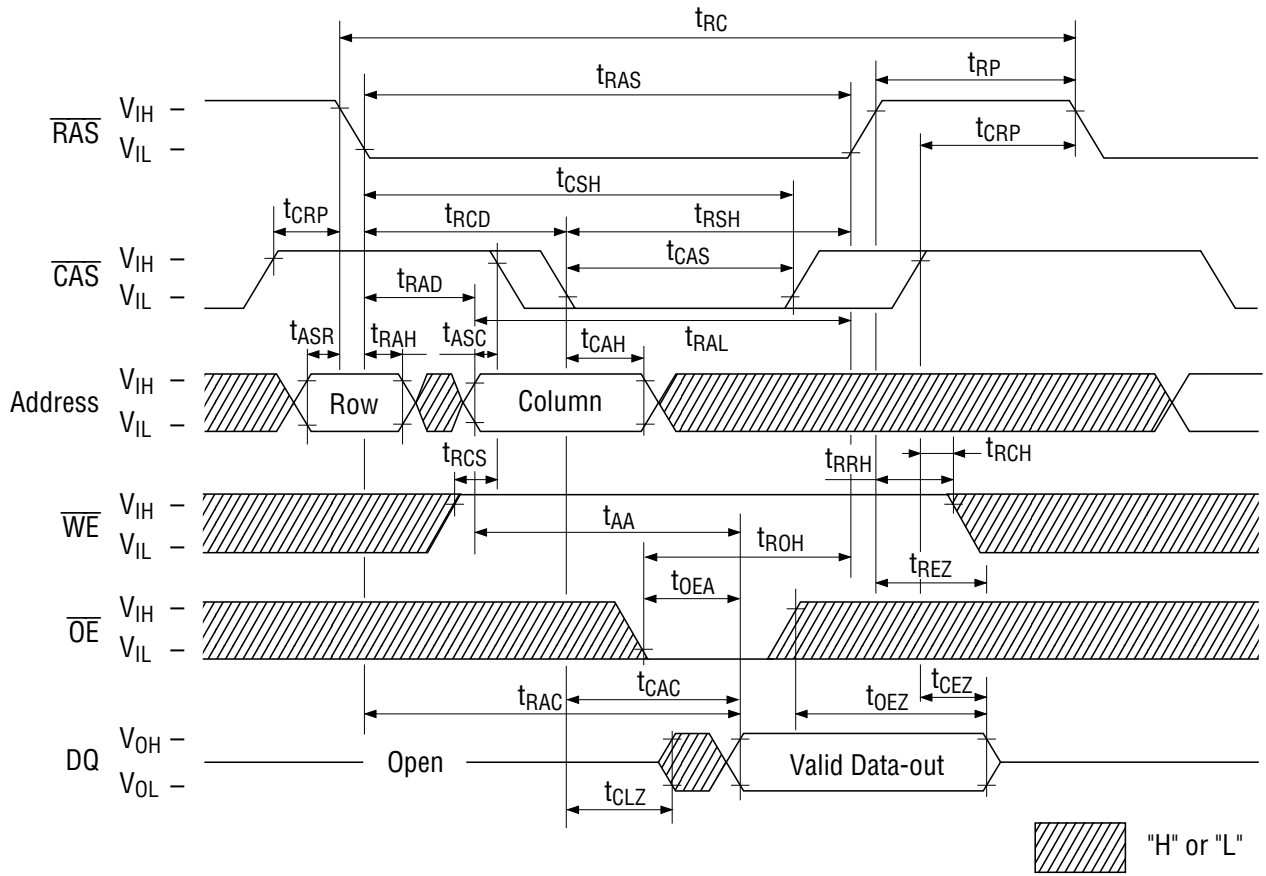 tRC
tRAS
tRP
RAS
VIH –
VIL –
tCRP
tCSH
tCRP
tRCD
tRSH
CAS
VIH –
VIL –
tCAS
tRAD
tRAL
tASR
tRAH
tASC
tCAH
Address
VIH –
VIL –
Row
Column
tRCS
tRRH
tRCH
WE
VIH –
VIL –
tAA
tROH
tREZ
tOEA
OE
VIH –
VIL –
tCAC
tRAC
tCEZ
tOEZ
DQ
VOH –
VOL –
Open
Valid Data-out
tCLZ
"H" or "L"